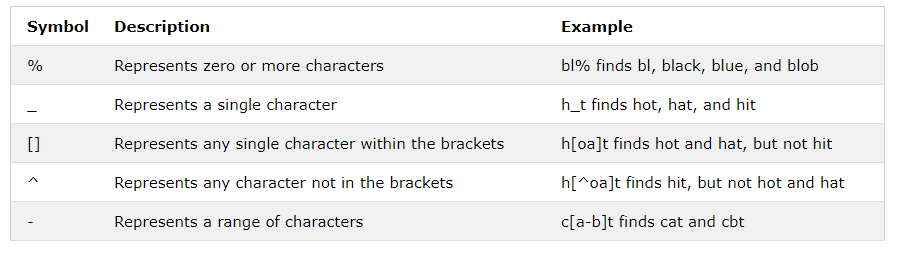 Symbol Description Example
% Represents zero or more characters bl% finds bl, black, blue, and blob
_ Represents a single character h_t finds hot, hat, and hit
[] Represents any single character within the brackets h[oa]t finds hot and hat, but not hit
^ Represents any character not in the brackets h[^oa]t finds hit, but not hot and hat
- Represents a range of characters c[a-b]t finds cat and cbt